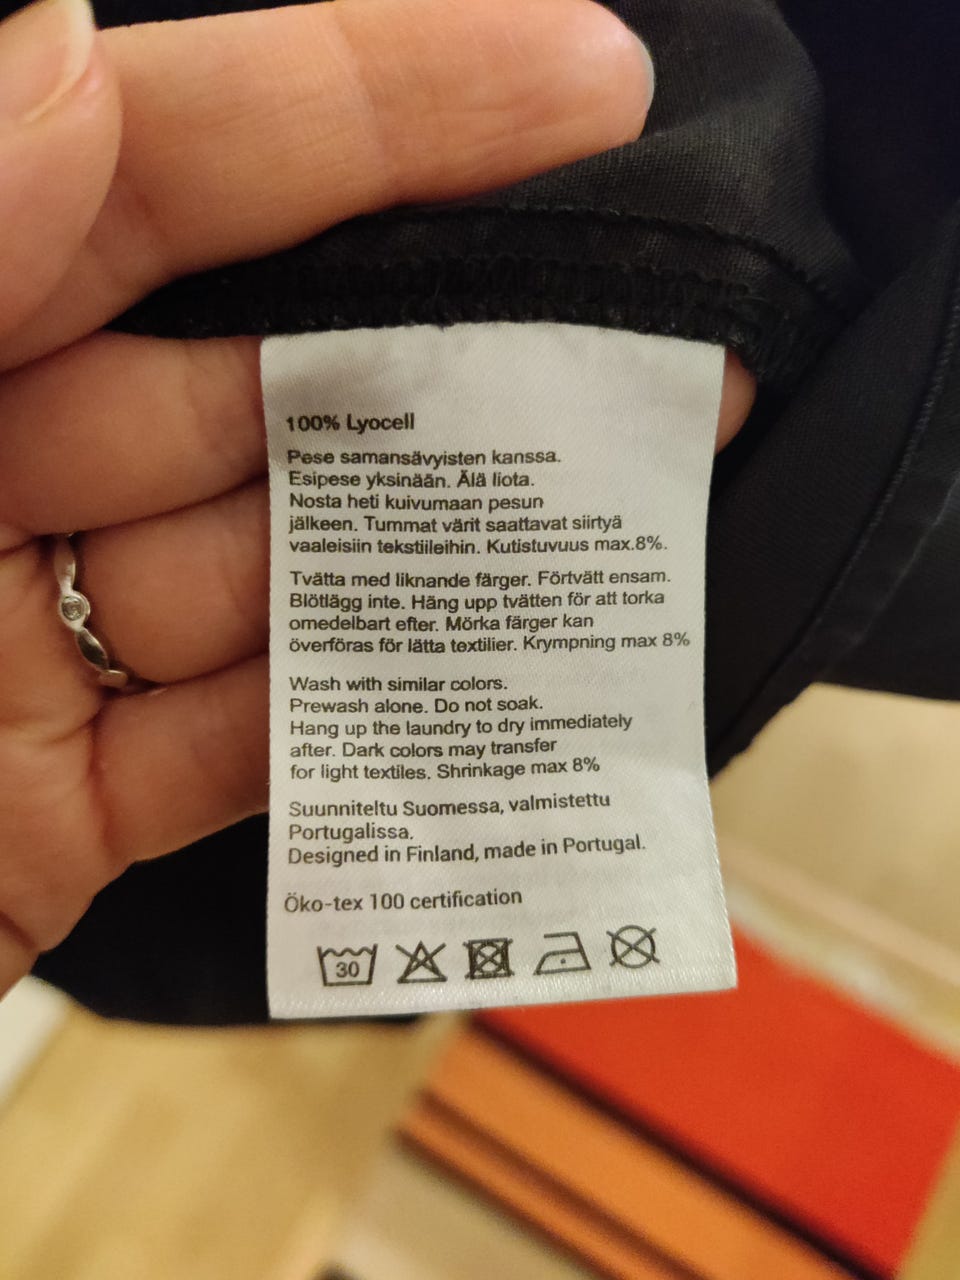 100% Lyocell
Pese samansävyisten kanssa.
Esipese yksinään. Älä liota.
Nosta heti kuivumaan pesun
jälkeen. Tummat värit saattavat siirtyä
vaaleisiin tekstiileihin. Kutistuvuus max.8%.
Tvätta med liknande färger. Förtvätt ensam.
Blötlägg inte. Häng upp tvätten för att torka
omedelbart efter. Mörka färger kan
överföras för lätta textilier. Krympning max 8%
Wash with similar colors.
Prewash alone. Do not soak.
Hang up the laundry to dry immediately
after. Dark colors may transfer
for light textiles. Shrinkage max 8%
Suunniteltu Suomessa, valmistettu
Portugalissa.
Designed in Finland, made in Portugal.
Öko-tex 100 certification
30